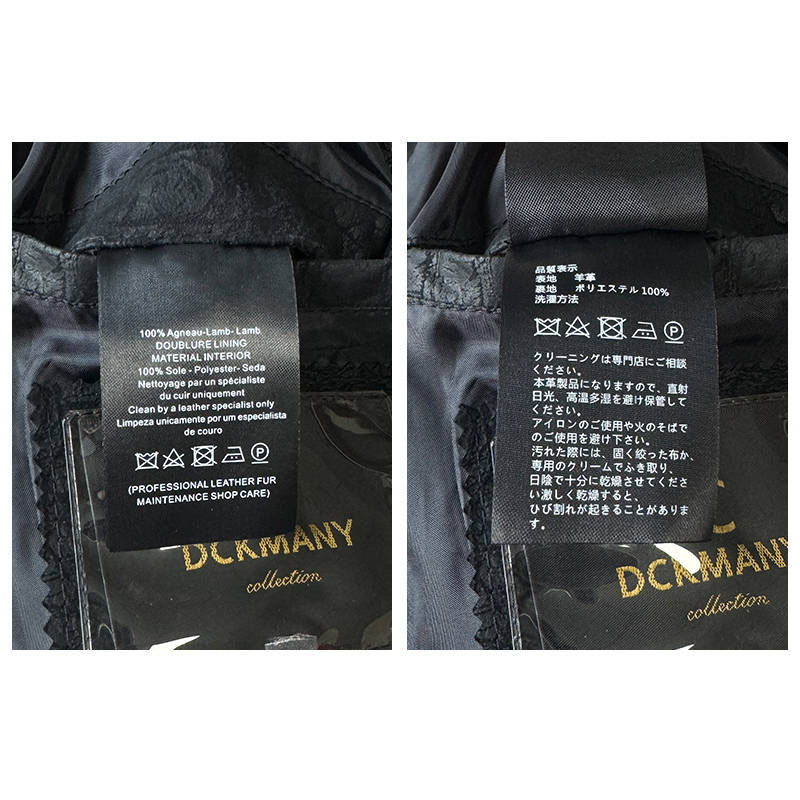 100% Agneau-Lamb- Lamb
DOUBLURE LINING
MATERIAL INTERIOR
100% Sole - Polyester- Seda
Nettoyage par un spécialiste
du cuir uniquement
Clean by a leather specialist only
Limpeza unicamente por um especialista
de couro
(PROFESSIONAL LEATHER FUR
MAINTENANCE SHOP CARE)
DCKMANY
collection
品質表示
表地 羊革
裏地 ポリエステル 100%
洗濯方法
クリーニングは専門店にご相談
ください。
本革製品になりますので、直射
日光、高温多湿を避け保管して
ください。
アイロンのご使用や火のそばで
のご使用を避け下さい。
汚れた際には、固く絞った布か、
専用のクリームでふき取り、
日陰で十分に乾燥させてくださ
い激しく乾燥すると、
ひび割れが起きることがありま
す。
DCKMANY
collection